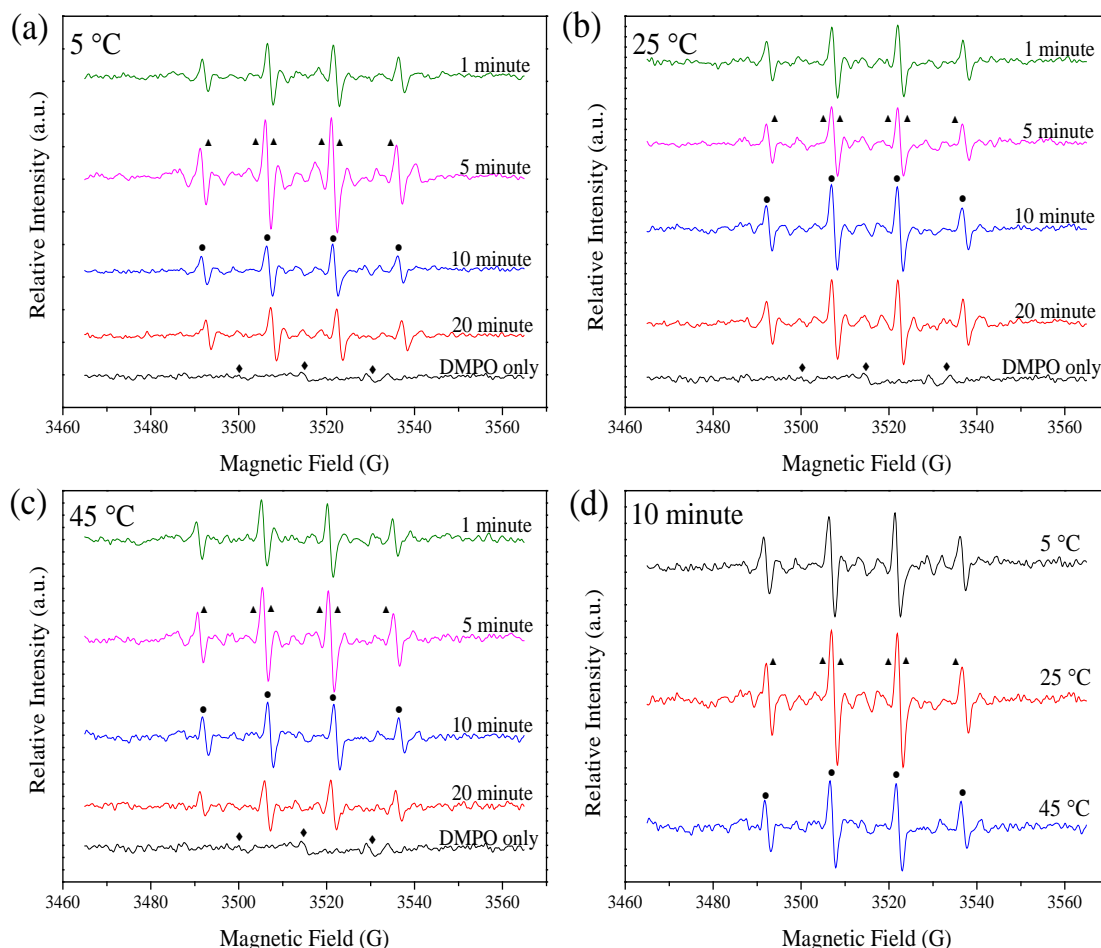 (a) 5 °C
1 minute
5 minute
10 minute
20 minute
DMPO only
Relative Intensity (a.u.)
3460 3480 3500 3520 3540 3560
Magnetic Field (G)
(b) 25 °C
1 minute
5 minute
10 minute
20 minute
DMPO only
Relative Intensity (a.u.)
3460 3480 3500 3520 3540 3560
Magnetic Field (G)
(c) 45 °C
1 minute
5 minute
10 minute
20 minute
DMPO only
Relative Intensity (a.u.)
3460 3480 3500 3520 3540 3560
Magnetic Field (G)
(d) 10 minute
5 °C
25 °C
45 °C
Relative Intensity (a.u.)
3460 3480 3500 3520 3540 3560
Magnetic Field (G)